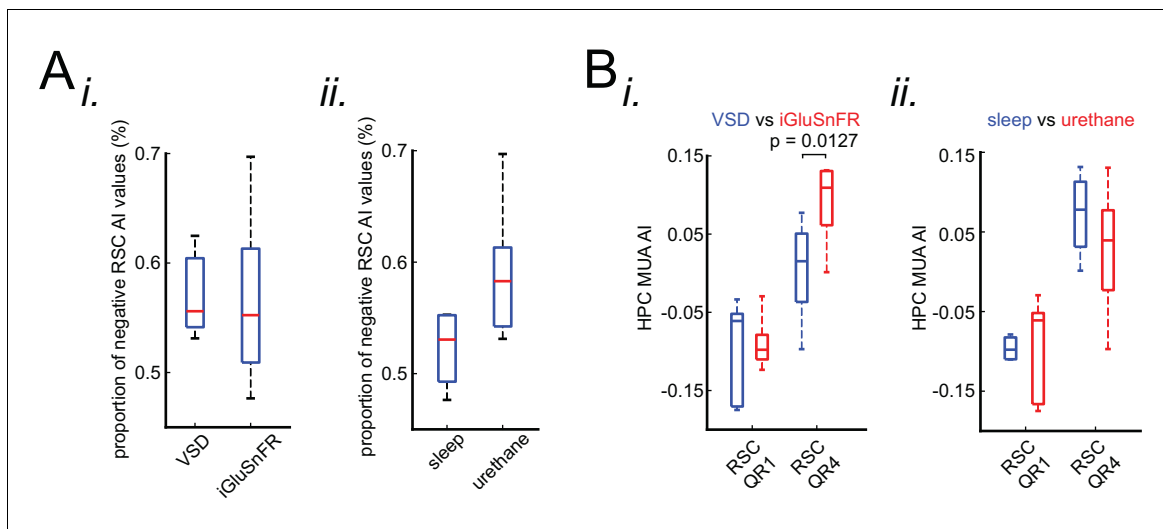 A
i.
proportion of negative RSC AI values (%)
0.7
0.6
0.5
VSD
iGluSnFR
ii.
proportion of negative RSC AI values (%)
0.7
0.6
0.5
sleep
urethane
B
i.
VSD vs iGluSnFR
p = 0.0127
HPC MUA AI
0.15
0.05
-0.05
-0.15
RSC
QR1
RSC
QR4
ii.
sleep vs urethane
HPC MUA AI
0.15
0.05
-0.05
-0.15
RSC
QR1
RSC
QR4